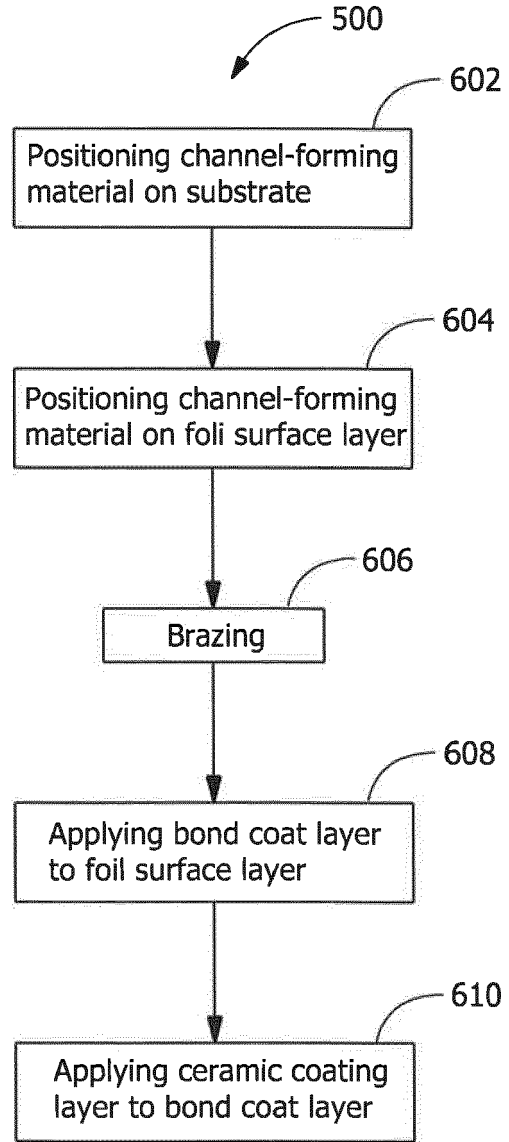 500
602
Positioning channel-forming
material on substrate
604
Positioning channel-forming
material on foli surface layer
606
Brazing
608
Applying bond coat layer
to foil surface layer
610
Applying ceramic coating
layer to bond coat layer